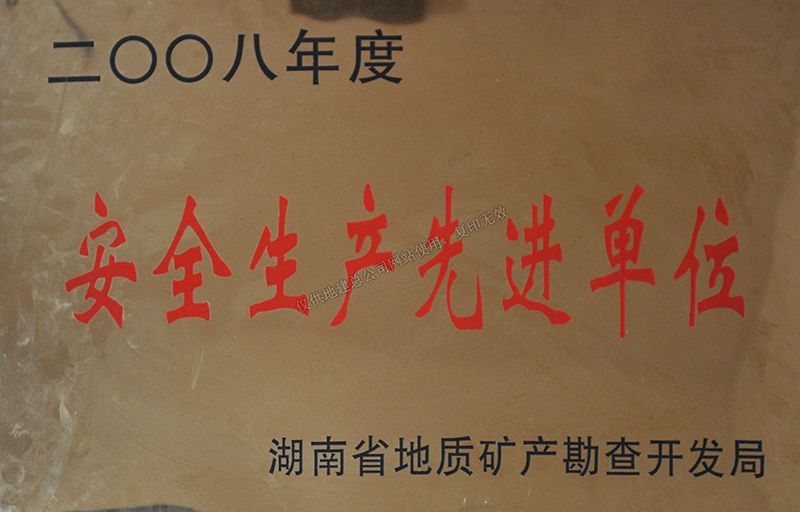 二〇〇八年度
安全生产先进单位
仅供地建总公司网站使用，复印无效
湖南省地质矿产勘查开发局